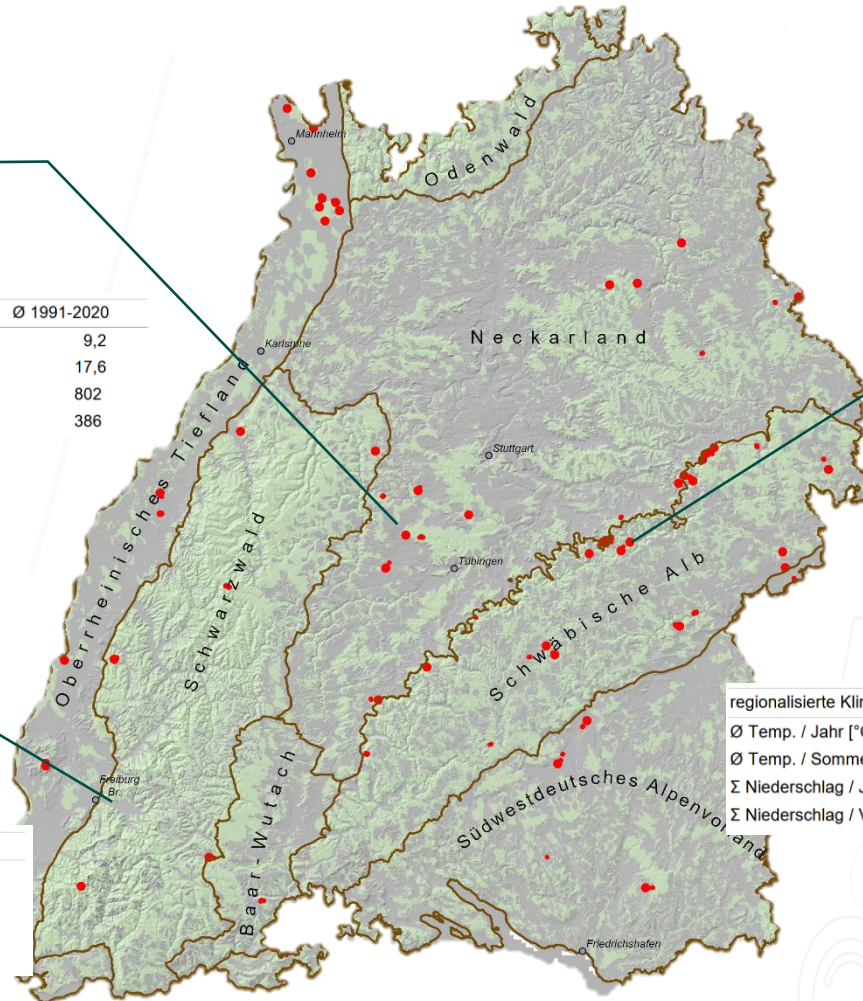 Odenwald
Mannheim
Ø 1991-2020
9,2
17,6
802
386
Neckarland
Karlsruhe
Oberrheinisches Tiefland
Stuttgart
Schwarzwald
Tübingen
Schwäbische Alb
regionalisierte Klin
Ø Temp. / Jahr [°
Ø Temp. / Somme
Σ Niederschlag / J
Σ Niederschlag / V
Baar-Wutach
Freiburg
Br.
Südwestdeutsches Alpenvorland
Friedrichshafen